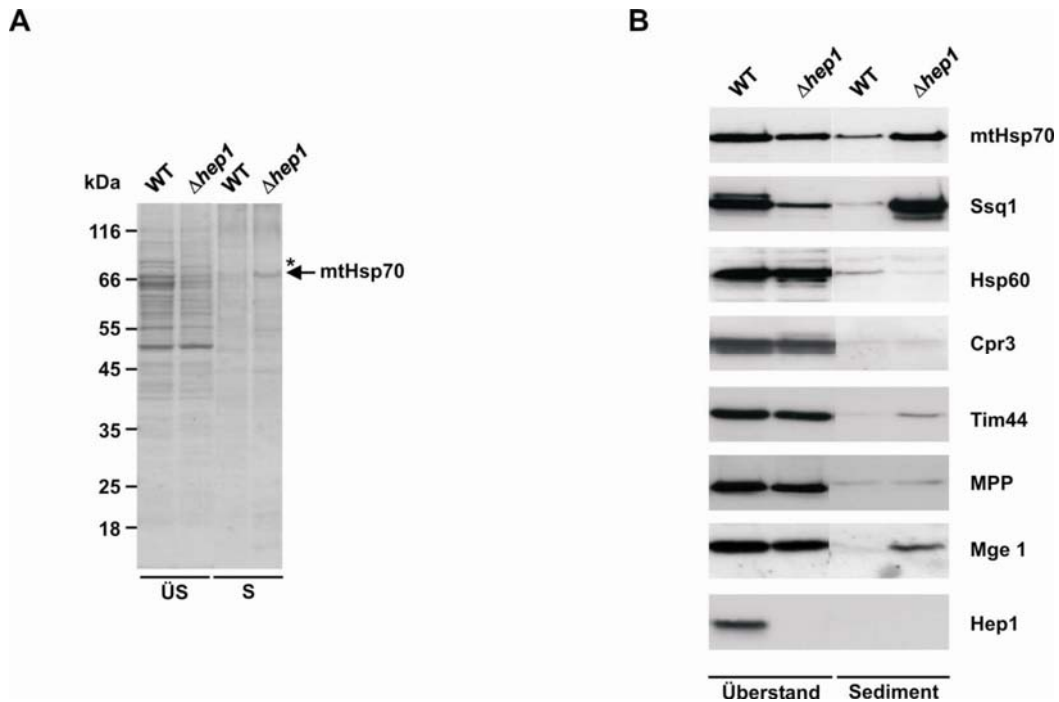 A
kDa
WT
Δhep1
WT
Δhep1
116
66
55
45
35
25
18
*
mtHsp70
ÜS
S
B
WT
Δhep1
WT
Δhep1
mtHsp70
Ssq1
Hsp60
Cpr3
Tim44
MPP
Mge 1
Hep1
Überstand
Sediment